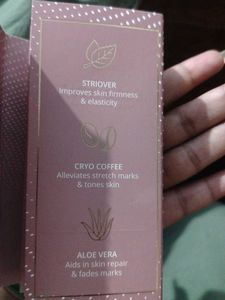 STRIOVER
Improves skin firmness
& elasticity
CRYO COFFEE
Alleviates stretch marks
& tones skin
ALOE VERA
Aids in skin repair
& fades marks